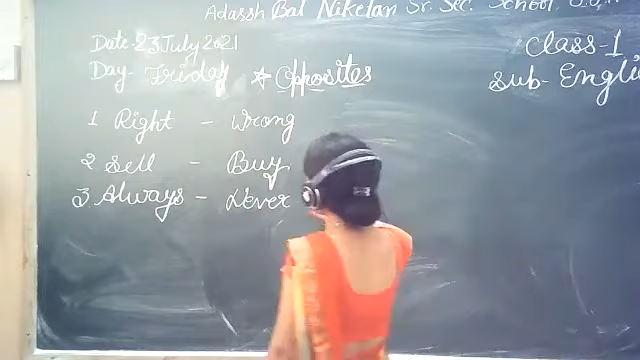 Adassh Bal Niketan Sr. Sec. School
Class-1
Sub- Engli
Date-23 July 2021
Day- Friday
* Opposites
1 Right - Wrong
2 Sell - Buy
3. Always - Never